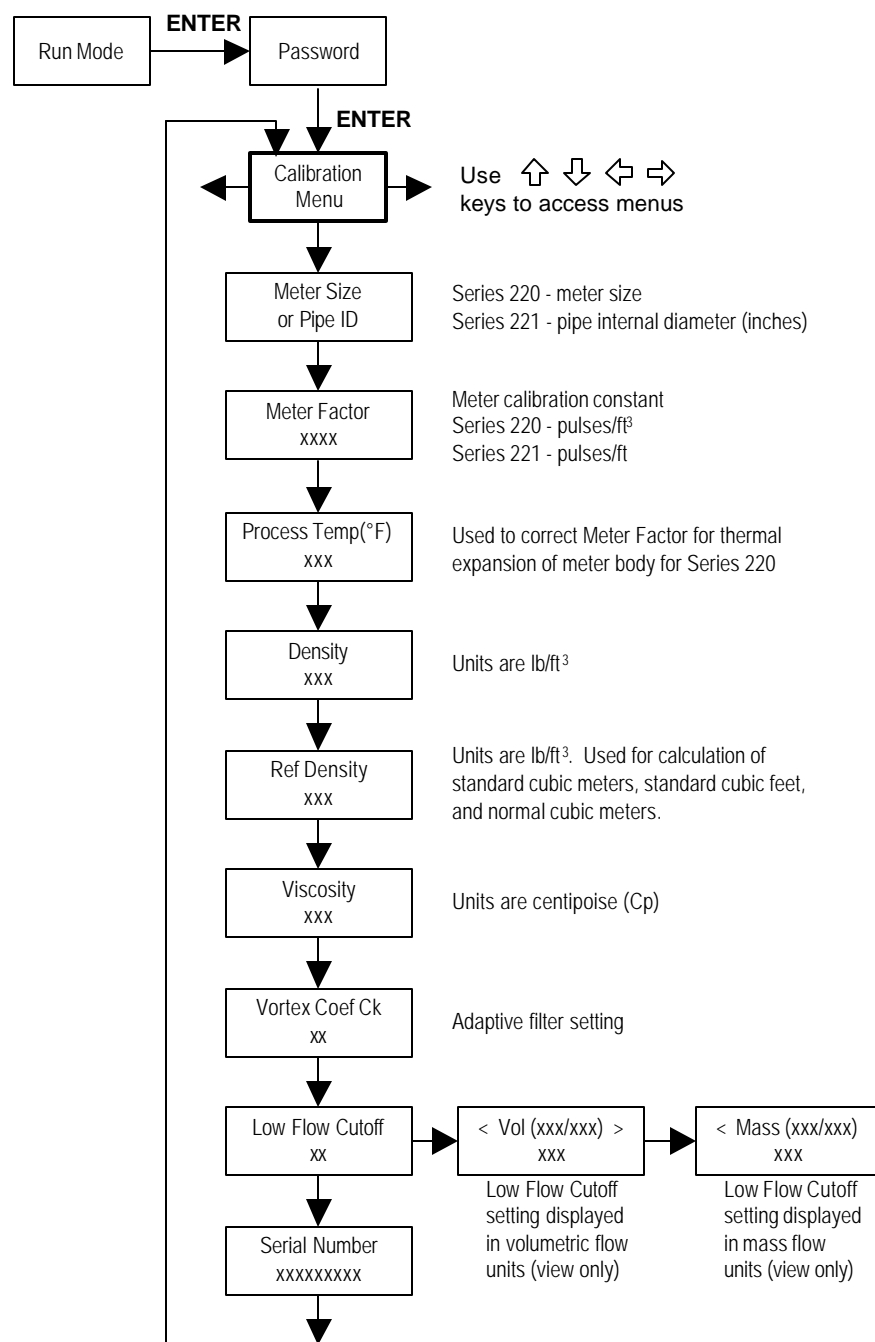 ENTER
Run Mode
Password
ENTER
Calibration
Menu
Use
keys to access menus
Meter Size
or Pipe ID
Series 220 - meter size
Series 221 - pipe internal diameter (inches)
Meter Factor
xxxx
Meter calibration constant
Series 220 - pulses/ft³
Series 221 - pulses/ft
Process Temp(°F)
xxx
Used to correct Meter Factor for thermal
expansion of meter body for Series 220
Density
xxx
Units are lb/ft³
Ref Density
xxx
Units are lb/ft³. Used for calculation of
standard cubic meters, standard cubic feet,
and normal cubic meters.
Viscosity
xxx
Units are centipoise (Cp)
Vortex Coef Ck
xx
Adaptive filter setting
Low Flow Cutoff
xx
< Vol (xxx/xxx) >
xxx
< Mass (xxx/xxx)
xxx
Low Flow Cutoff
setting displayed
in volumetric flow
units (view only)
Low Flow Cutoff
setting displayed
in mass flow
units (view only)
Serial Number
xxxxxxxxx